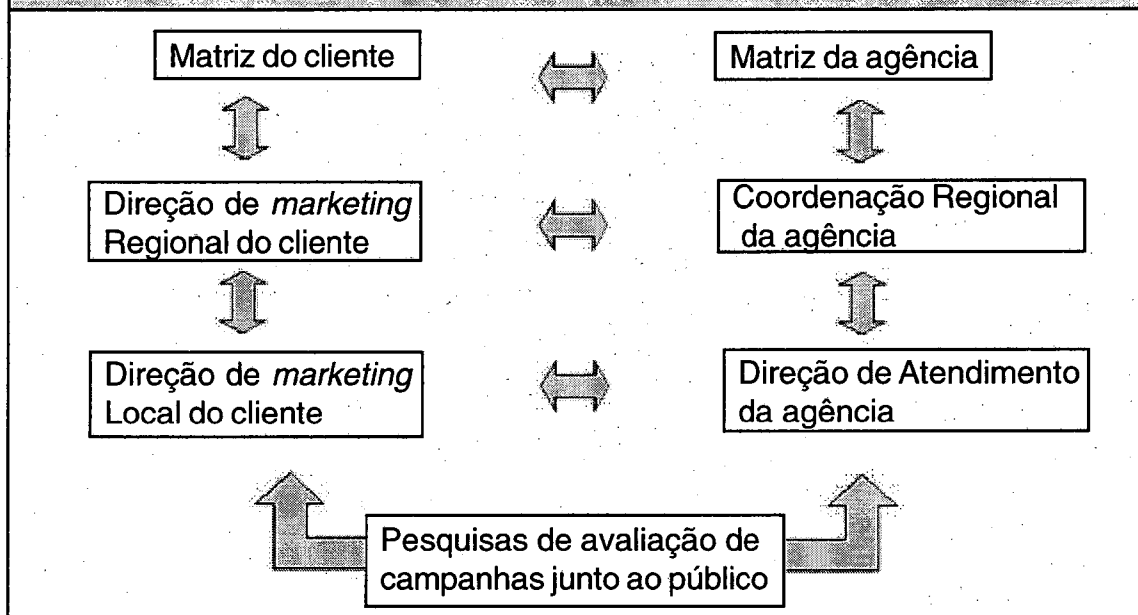 Matriz do cliente
Matriz da agência
Direção de marketing
Regional do cliente
Coordenação Regional
da agência
Direção de marketing
Local do cliente
Direção de Atendimento
da agência
Pesquisas de avaliação de
campanhas junto ao público